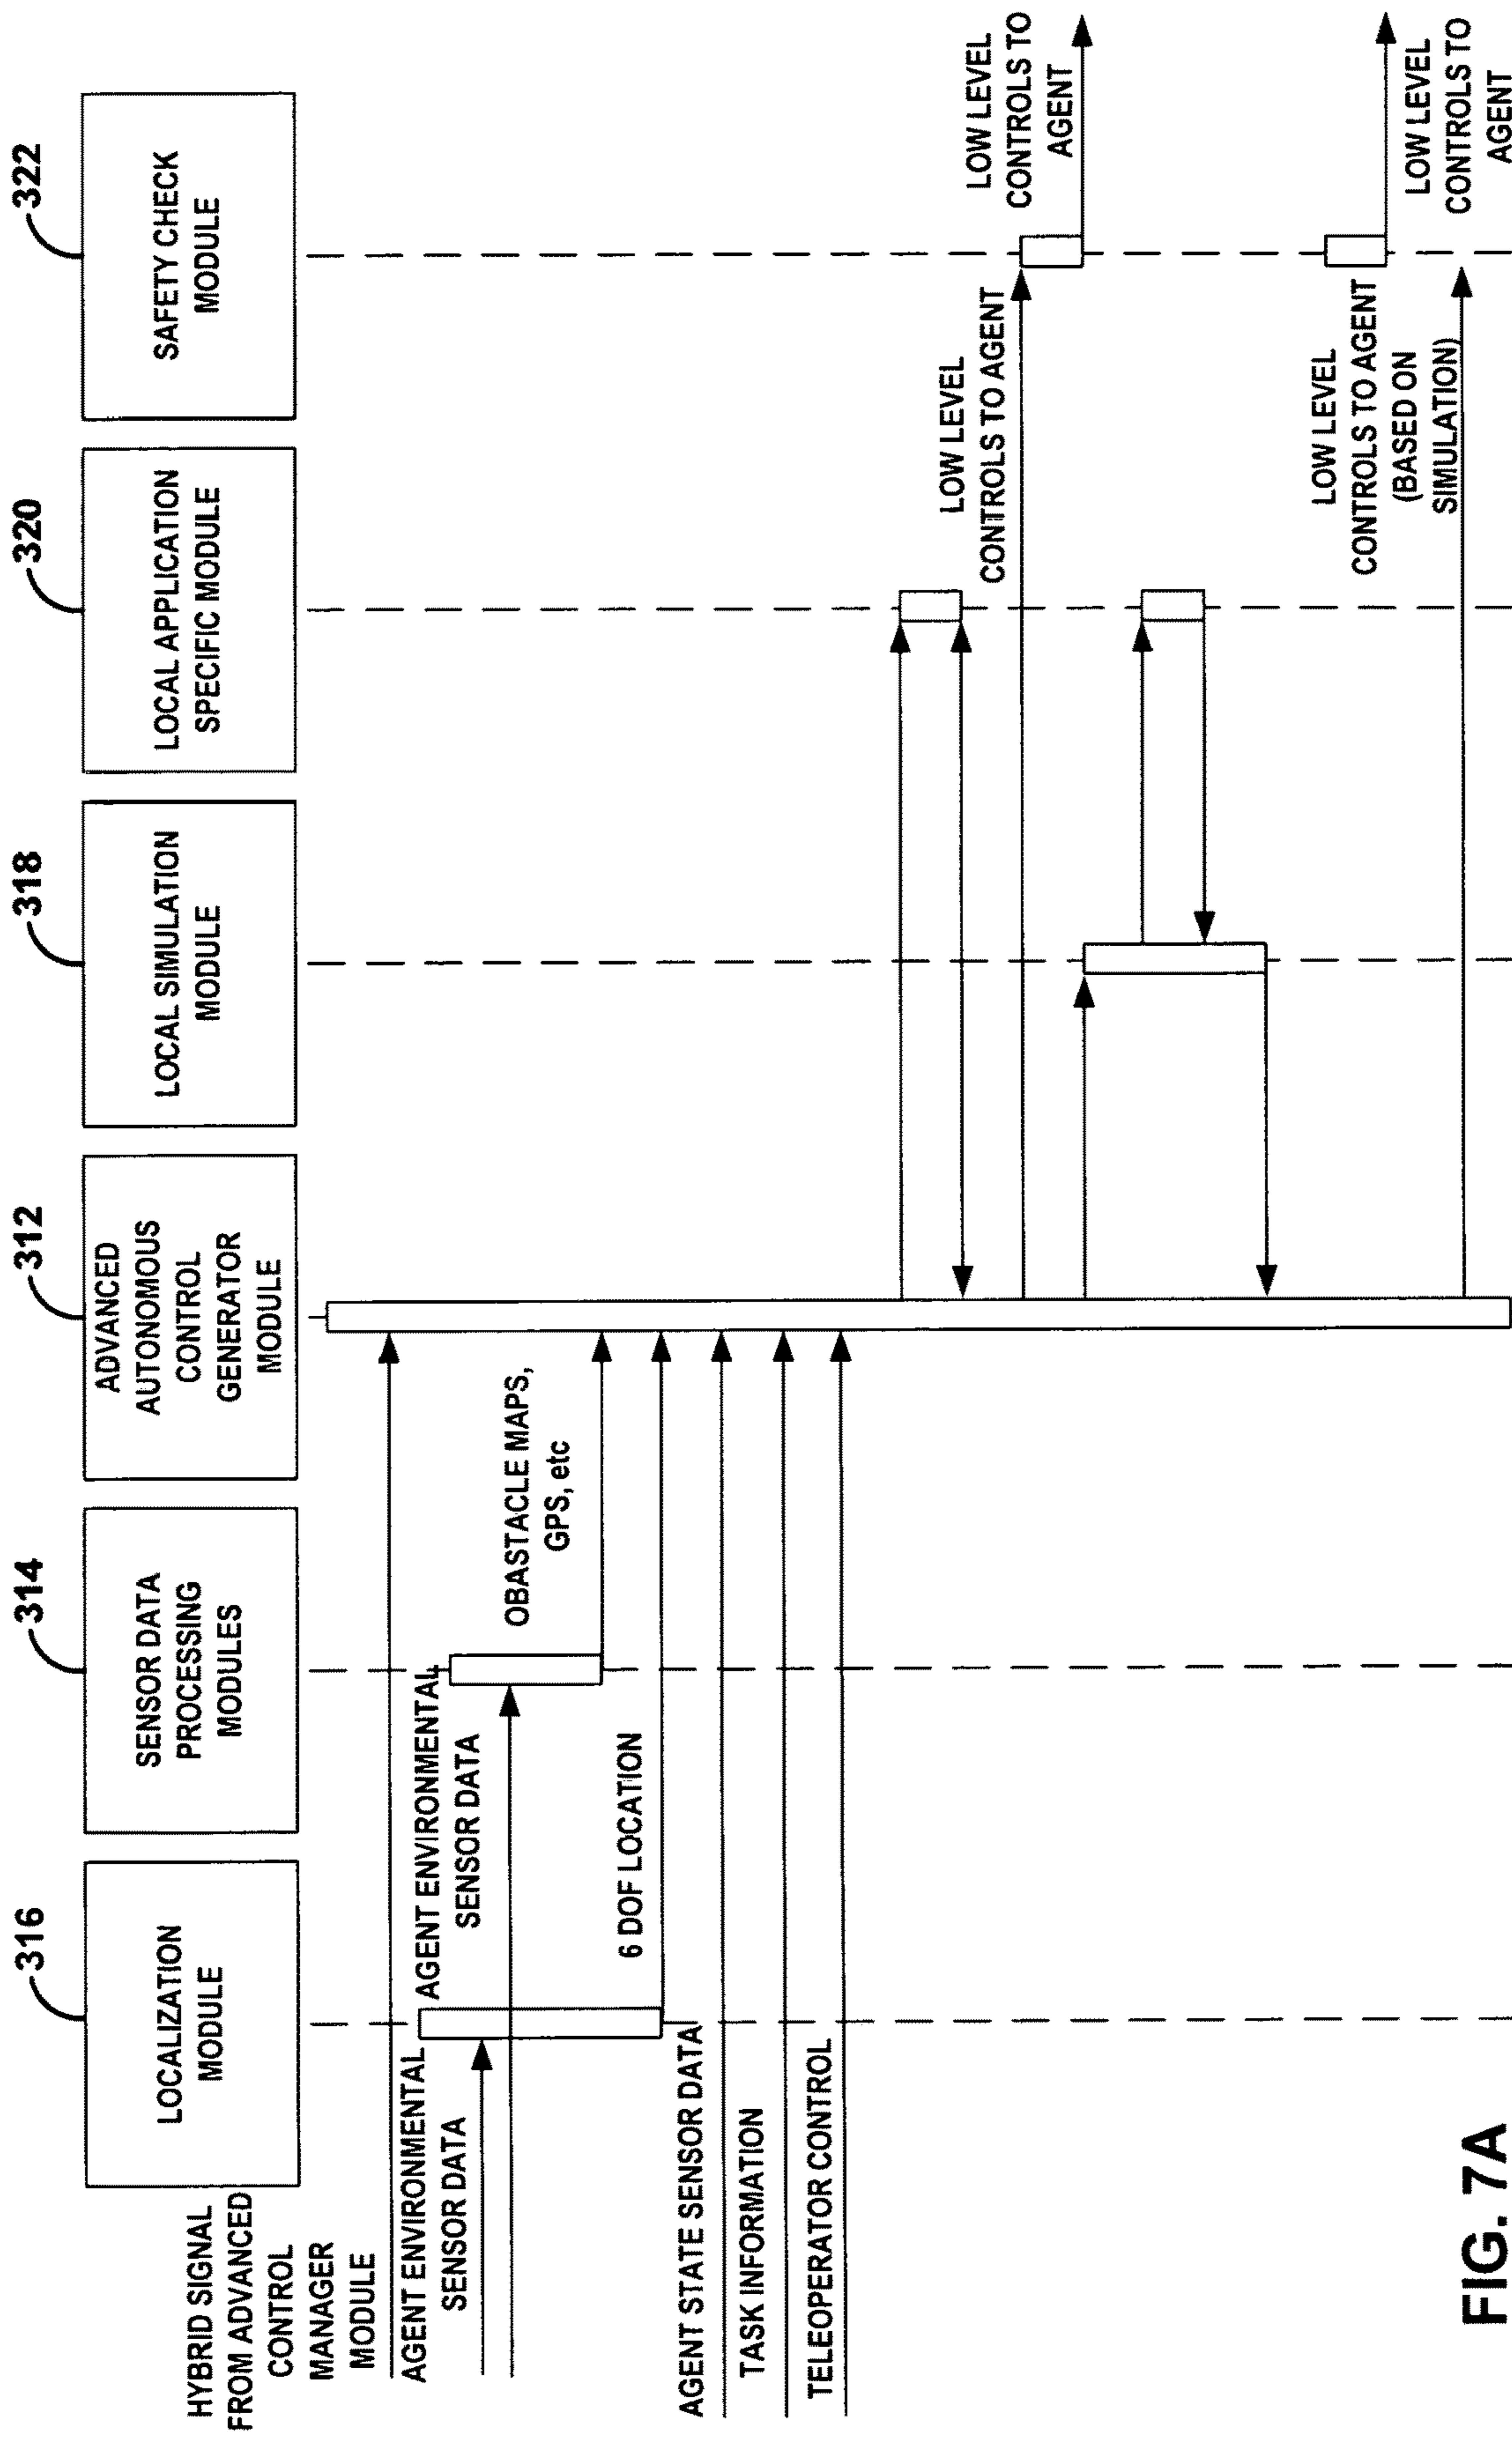 316
LOCALIZATION
MODULE
314
SENSOR DATA
PROCESSING
MODULES
312
ADVANCED
AUTONOMOUS
CONTROL
GENERATOR
MODULE
318
LOCAL SIMULATION
MODULE
320
LOCAL APPLICATION
SPECIFIC MODULE
322
SAFETY CHECK
MODULE
HYBRID SIGNAL
FROM ADVANCED
CONTROL
MANAGER
MODULE
AGENT ENVIRONMENTAL
SENSOR DATA
AGENT ENVIRONMENTAL
SENSOR DATA
OBASTACLE MAPS,
GPS, etc
6 DOF LOCATION
AGENT STATE SENSOR DATA
TASK INFORMATION
TELEOPERATOR CONTROL
LOW LEVEL
CONTROLS TO AGENT
LOW LEVEL
CONTROLS TO
AGENT
LOW LEVEL
CONTROLS TO AGENT
(BASED ON
SIMULATION)
LOW LEVEL
CONTROLS TO
AGENT
FIG. 7A